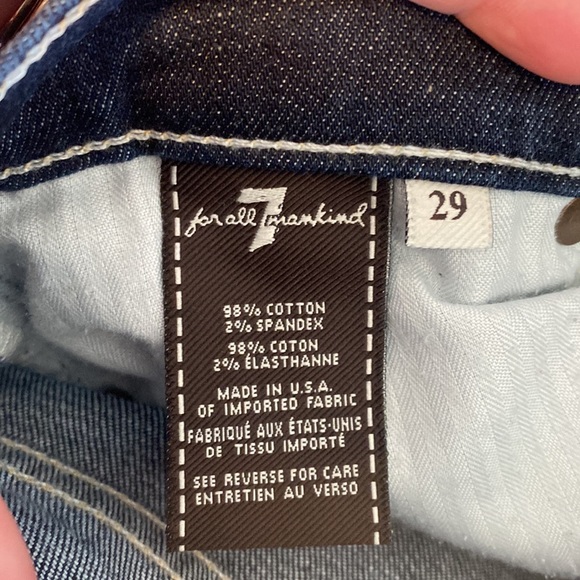 for all 7 mankind
29
98% COTTON
2% SPANDEX
98% COTON
2% ÉLASTHANNE
MADE IN U.S.A.
OF IMPORTED FABRIC
FABRIQUÉ AUX ÉTATS-UNIS
DE TISSU IMPORTÉ
SEE REVERSE FOR CARE
ENTRETIEN AU VERSO